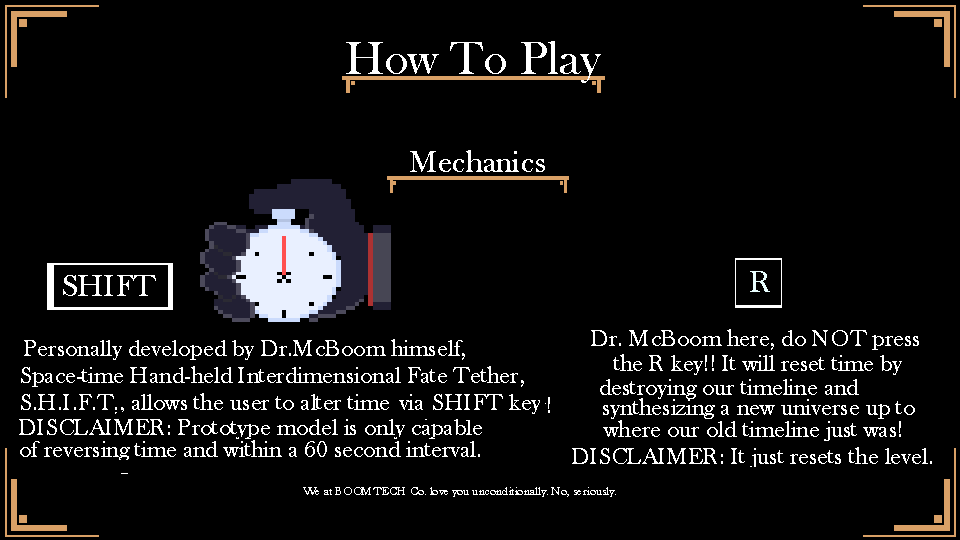 How To Play
Mechanics
SHIFT
Personally developed by Dr.McBoom himself,
Space-time Hand-held Interdimensional Fate Tether,
S.H.I.F.T., allows the user to alter time via SHIFT key!
DISCLAIMER: Prototype model is only capable
of reversing time and within a 60 second interval.
R
Dr. McBoom here, do NOT press
the R key!! It will reset time by
destroying our timeline and
synthesizing a new universe up to
where our old timeline just was!
DISCLAIMER: It just resets the level.
We at BOOMTECH Co. love you unconditionally. No, seriously.